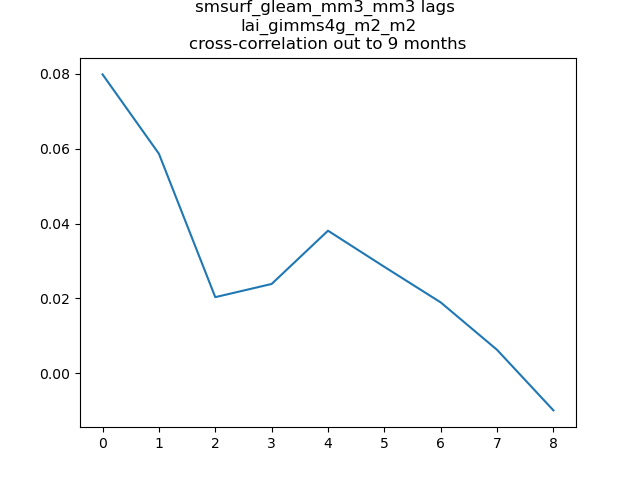 smsurf_gleam_mm3_mm3 lags
lai_gimms4g_m2_m2
cross-correlation out to 9 months
0.08
0.06
0.04
0.02
0.00
0 1 2 3 4 5 6 7 8